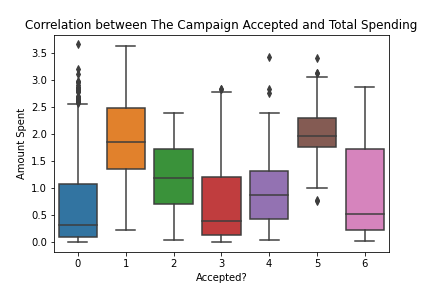 Correlation between The Campaign Accepted and Total Spending
Amount Spent
3.5
3.0
2.5
2.0
1.5
1.0
0.5
0.0
0 1 2 3 4 5 6
Accepted?